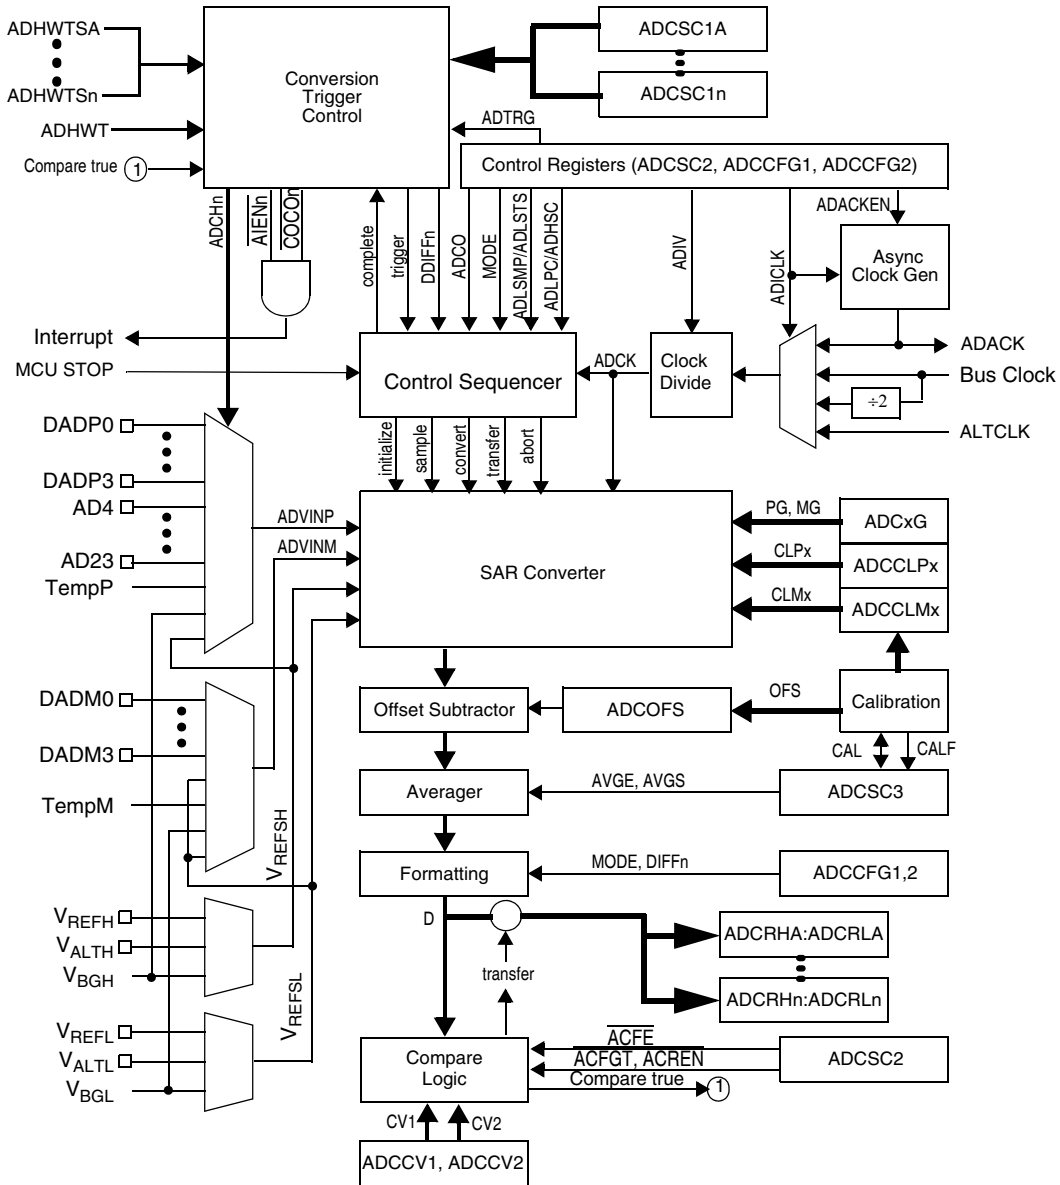 ADHWTSA
ADHWTSn
ADHWT
Compare true 1
Conversion
Trigger
Control
ADCSC1A
ADCSC1n
ADTRG
Control Registers (ADCSC2, ADCCFG1, ADCCFG2)
ADCHn
AIENn
COCOn
complete
trigger
DDIFFn
ADCO
MODE
ADLSMP/ADLSTS
ADLPC/ADHSC
ADIV
ADICLK
ADACKEN
Async
Clock Gen
Interrupt
MCU STOP
Control Sequencer
ADCK
Clock
Divide
ADACK
Bus Clock
÷2
ALTCLK
initialize
sample
convert
transfer
abort
DADP0
DADP3
AD4
AD23
TempP
ADVINP
ADVINM
SAR Converter
PG, MG
ADCxG
CLPx
ADCCLPx
CLMx
ADCCLMx
DADM0
DADM3
TempM
Offset Subtractor
ADCOFS
OFS
Calibration
CAL
CALF
Averager
AVGE, AVGS
ADCSC3
Formatting
MODE, DIFFn
ADCCFG1,2
VREFSH
VREFSL
VREFH
VALTH
VBGH
VREFL
VALTL
VBGL
D
transfer
ADCRHA:ADCRLA
ADCRHn:ADCRLn
Compare
Logic
ACFE
ACFGT, ACREN
Compare true 1
ADCSC2
CV1
CV2
ADCCV1, ADCCV2